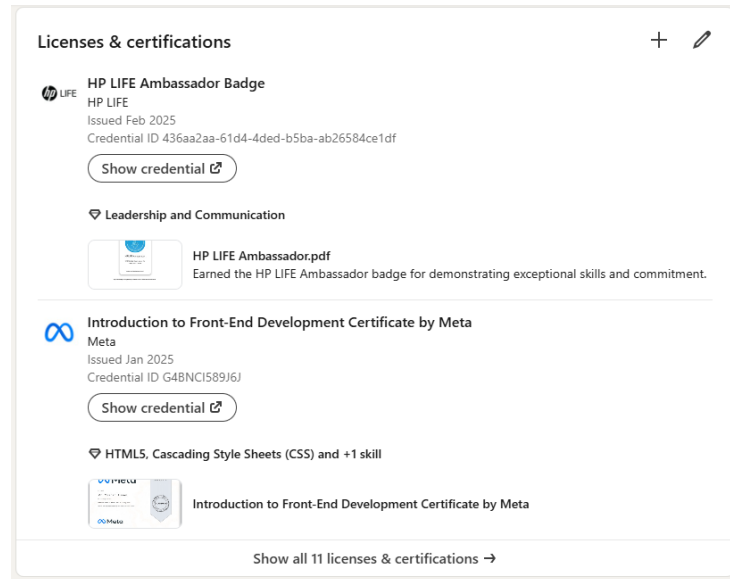 Licenses & certifications
HP LIFE Ambassador Badge
hp LIFE
HP LIFE
Issued Feb 2025
Credential ID 436aa2aa-61d4-4ded-b5ba-ab26584ce1df
Show credential
Leadership and Communication
HP LIFE Ambassador.pdf
Earned the HP LIFE Ambassador badge for demonstrating exceptional skills and commitment.
Introduction to Front-End Development Certificate by Meta
Meta
Issued Jan 2025
Credential ID G4BNCI589J6J
Show credential
HTML5, Cascading Style Sheets (CSS) and +1 skill
Meta
Introduction to Front-End Development Certificate by Meta
Meta
Show all 11 licenses & certifications →